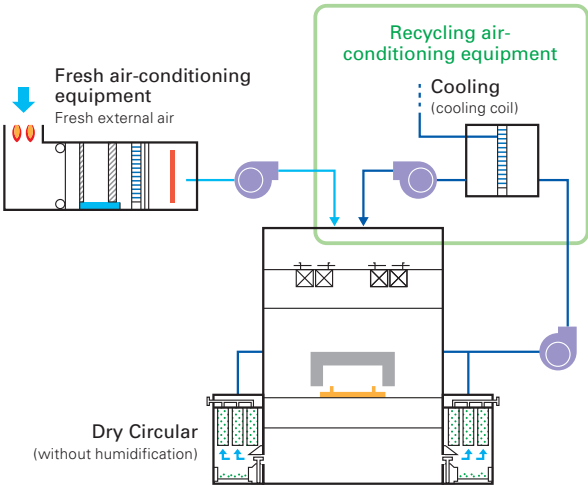 Recycling air-
conditioning equipment
Fresh air-conditioning
equipment
Fresh external air
Cooling
(cooling coil)
Dry Circular
(without humidification)